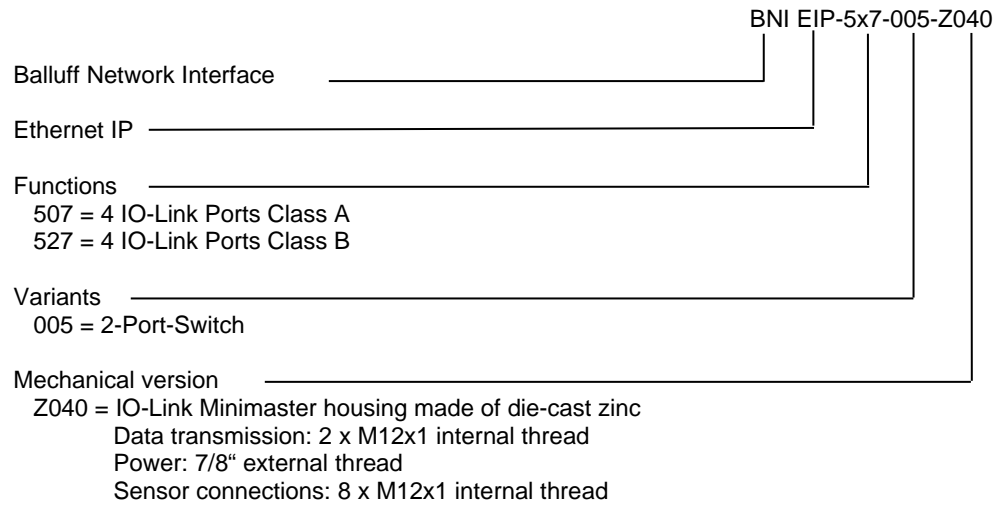 BNI EIP-5x7-005-Z040
Balluff Network Interface
Ethernet IP
Functions
507 = 4 IO-Link Ports Class A
527 = 4 IO-Link Ports Class B
Variants
005 = 2-Port-Switch
Mechanical version
Z040 = IO-Link Minimaster housing made of die-cast zinc
Data transmission: 2 x M12x1 internal thread
Power: 7/8“ external thread
Sensor connections: 8 x M12x1 internal thread